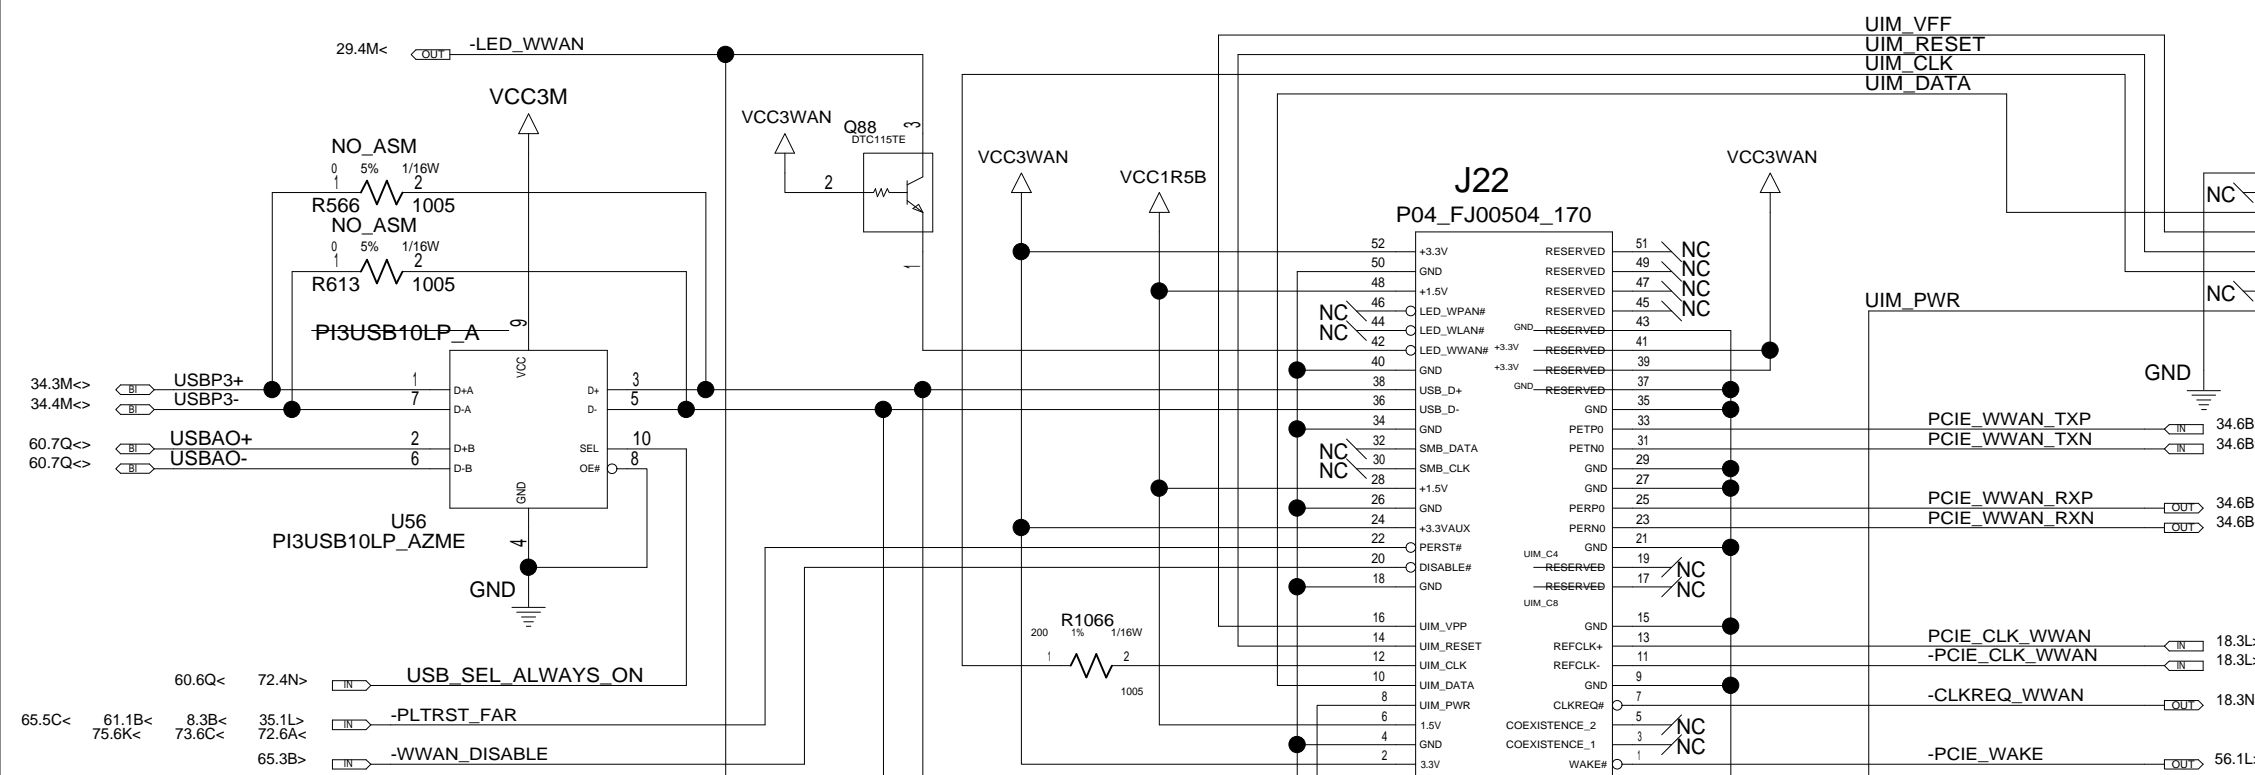 29.4M<
OUT
-LED_WWAN
VCC3M
NO_ASM
0 5% 1/16W
1 2
R566 1005
NO_ASM
0 5% 1/16W
1 2
R613 1005
PI3USB10LP_A
9
VCC
34.3M<> BI USBP3+ 1 D+A D+ 3
34.4M<> BI USBP3- 7 D-A D- 5
60.7Q<> BI USBAO+ 2 D+B SEL 10
60.7Q<> BI USBAO- 6 D-B OE# 8
GND
4
U56
PI3USB10LP_AZME
GND
60.6Q< 72.4N> IN USB_SEL_ALWAYS_ON
65.5C< 61.1B< 8.3B< 35.1L> IN -PLTRST_FAR
75.6K< 73.6C< 72.6A<
65.3B> IN -WWAN_DISABLE
VCC3WAN
Q88
DTC115TE
3
2
1
VCC3WAN
VCC1R5B
R1066
200 1% 1/16W
1 2
1005
J22
P04_FJ00504_170
VCC3WAN
52 +3.3V RESERVED 51 NC
50 GND RESERVED 49 NC
48 +1.5V RESERVED 47 NC
NC 46 LED_WPAN# RESERVED 45 NC
NC 44 LED_WLAN# GND RESERVED 43
42 LED_WWAN# +3.3V RESERVED 41
40 GND +3.3V RESERVED 39
38 USB_D+ GND RESERVED 37
36 USB_D- GND 35
34 GND PETP0 33
NC 32 SMB_DATA PETN0 31
NC 30 SMB_CLK GND 29
28 +1.5V GND 27
26 GND PERP0 25
24 +3.3VAUX PERN0 23
22 PERST# GND 21
20 DISABLE# UIM_C4 RESERVED 19 NC
18 GND RESERVED 17 NC
UIM_C8
16 UIM_VPP GND 15
14 UIM_RESET REFCLK+ 13
12 UIM_CLK REFCLK- 11
10 UIM_DATA GND 9
8 UIM_PWR CLKREQ# 7
6 1.5V COEXISTENCE_2 5 NC
4 GND COEXISTENCE_1 3 NC
2 3.3V WAKE# 1
UIM_VFF
UIM_RESET
UIM_CLK
UIM_DATA
NC
UIM_PWR
NC
GND
PCIE_WWAN_TXP IN 34.6B
PCIE_WWAN_TXN IN 34.6B
PCIE_WWAN_RXP OUT 34.6B
PCIE_WWAN_RXN OUT 34.6B
PCIE_CLK_WWAN IN 18.3L>
-PCIE_CLK_WWAN IN 18.3L>
-CLKREQ_WWAN OUT 18.3N
-PCIE_WAKE OUT 56.1L